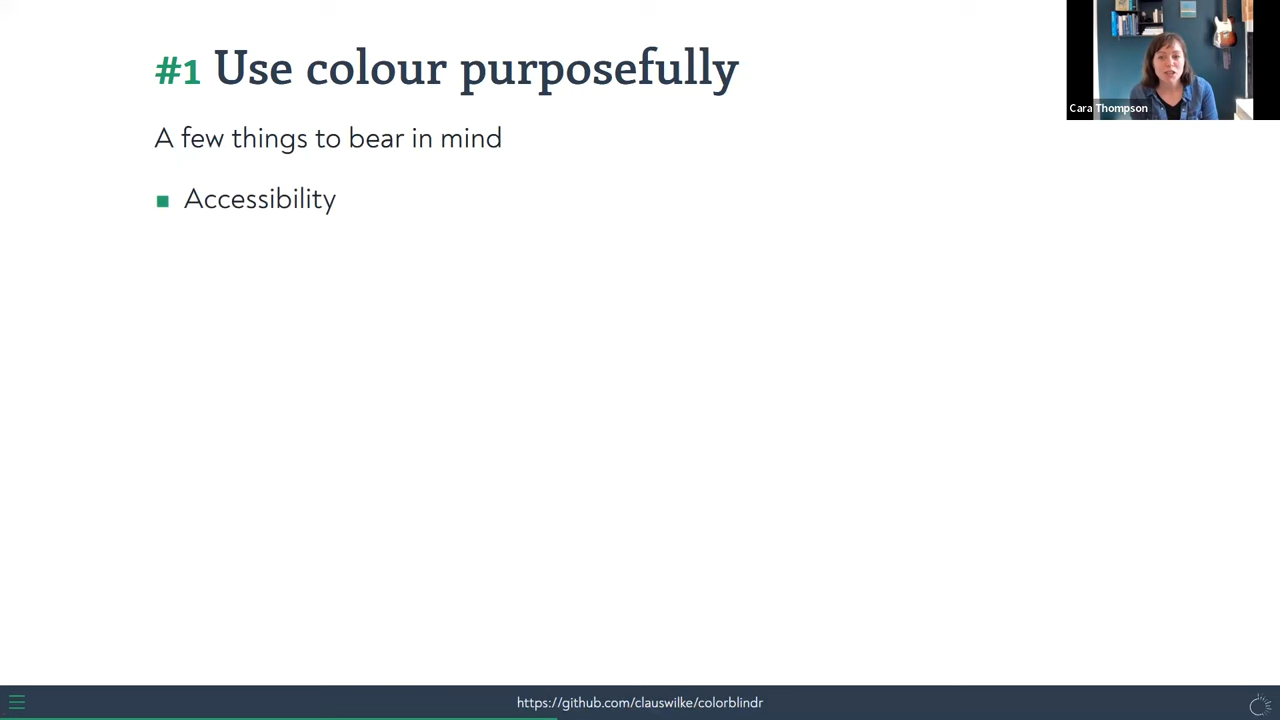 #1 Use colour purposefully
A few things to bear in mind
Accessibility
Cara Thompson
https://github.com/clauswilke/colorblindr